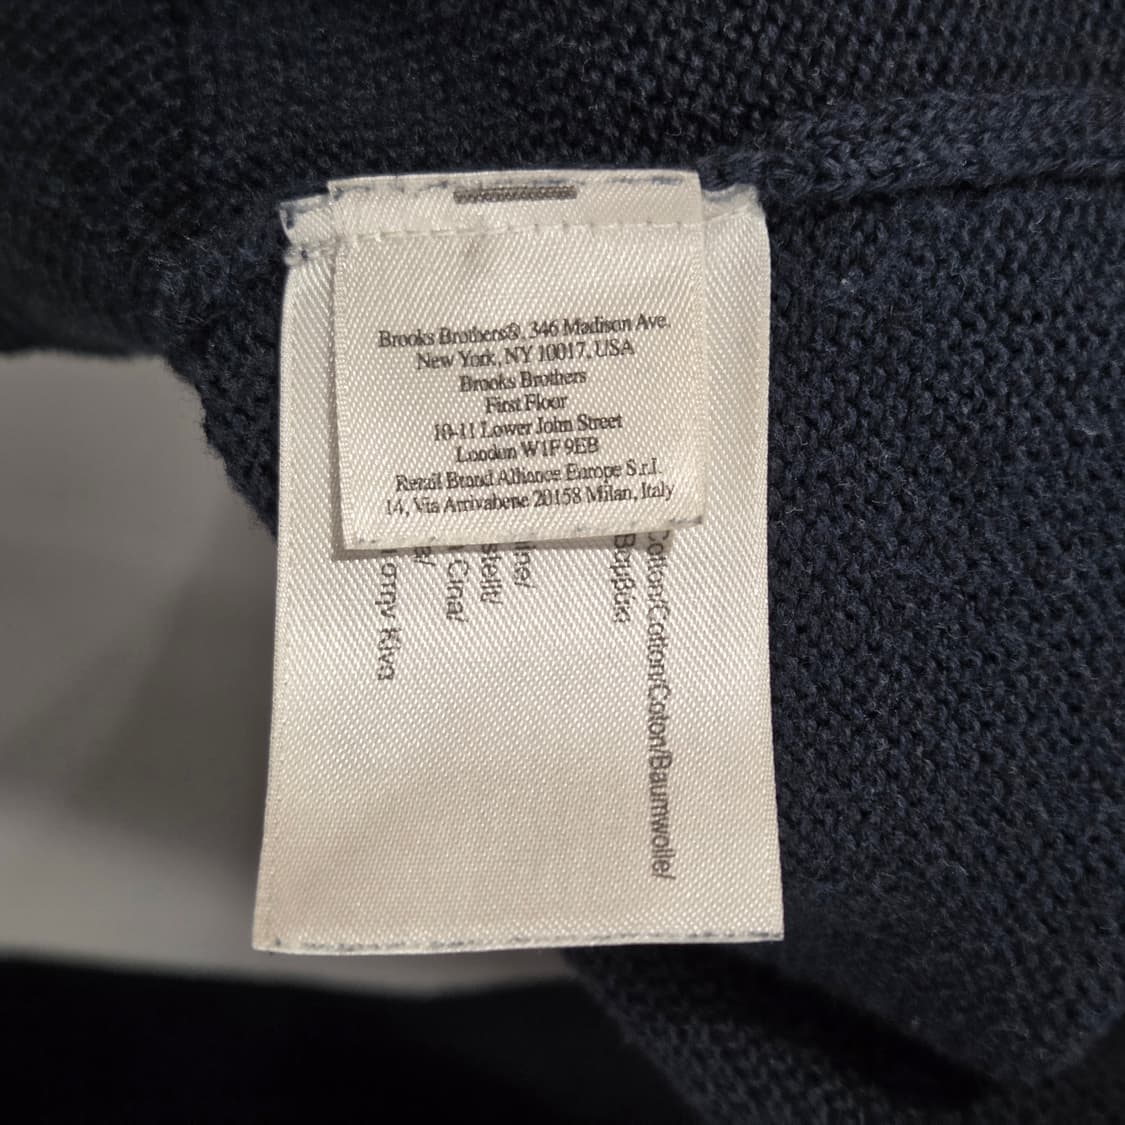 Brooks Brothers®, 346 Madison Ave.
New York, NY 10017, USA
Brooks Brothers
First Floor
10-11 Lower John Street
London W1F 9EB
Retail Brand Alliance Europe S.r.l.
14, Via Arrivabene 20158 Milan, Italy
Cotton/Cotton/Coton/Baumwolle/